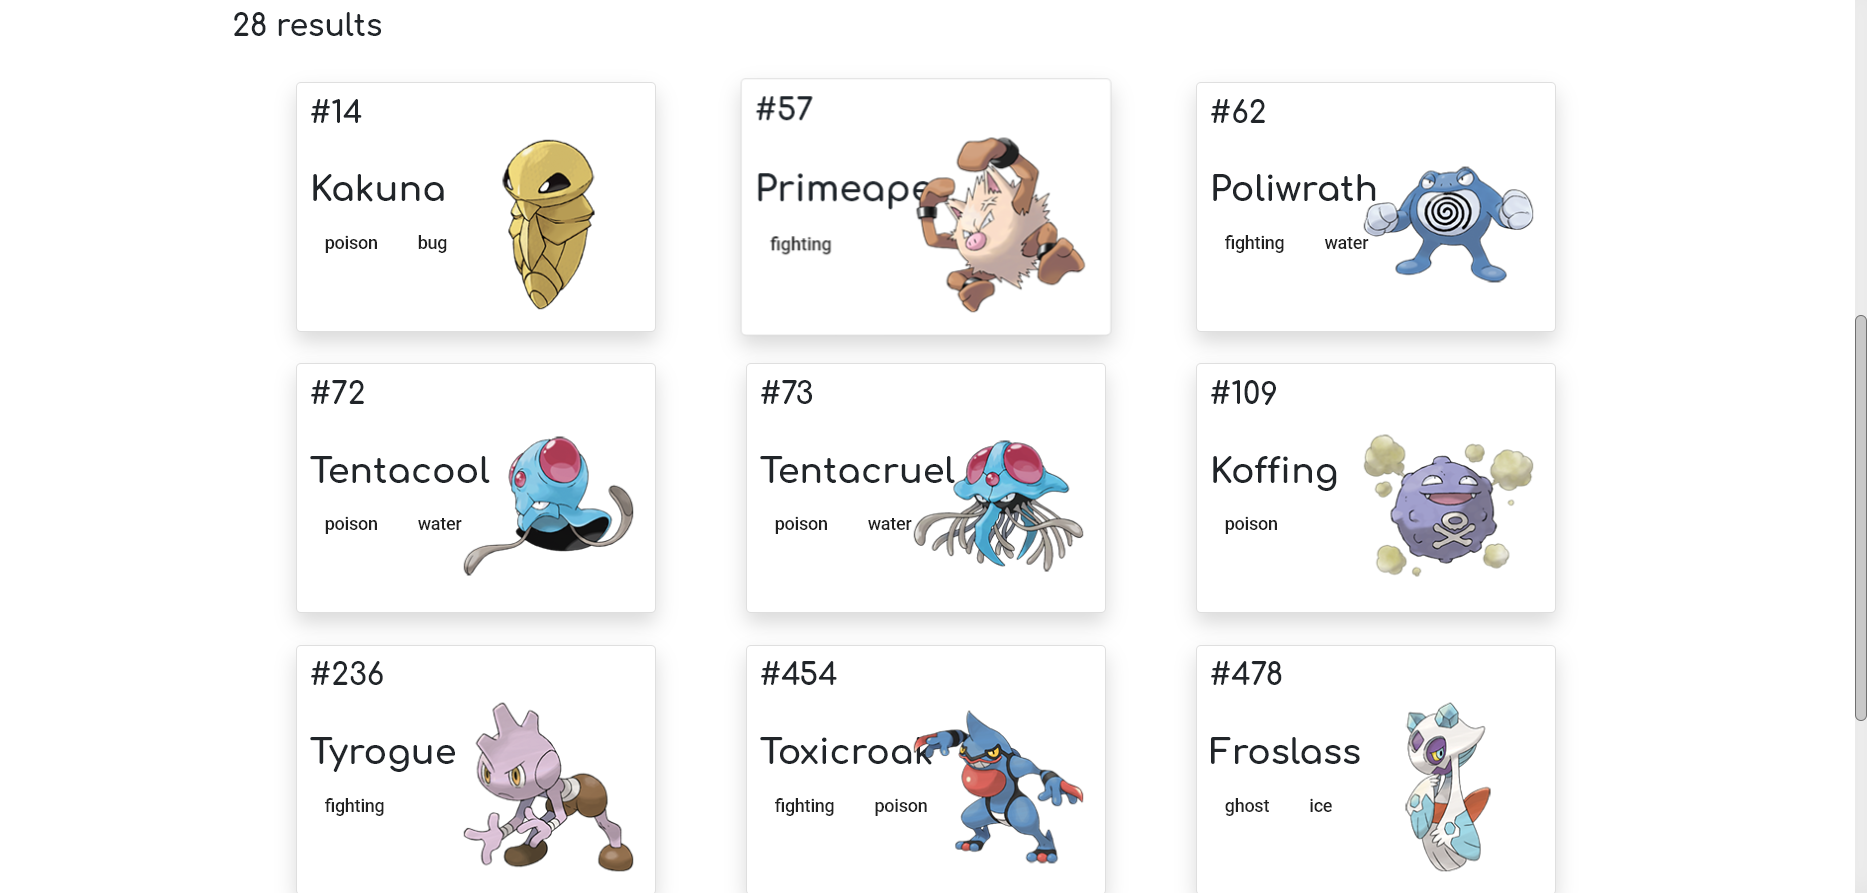 28 results
#14
Kakuna
poison bug
#57
Primeape
fighting
#62
Poliwrath
fighting water
#72
Tentacool
poison water
#73
Tentacruel
poison water
#109
Koffing
poison
#236
Tyrogue
fighting
#454
Toxicroak
fighting poison
#478
Froslass
ghost ice